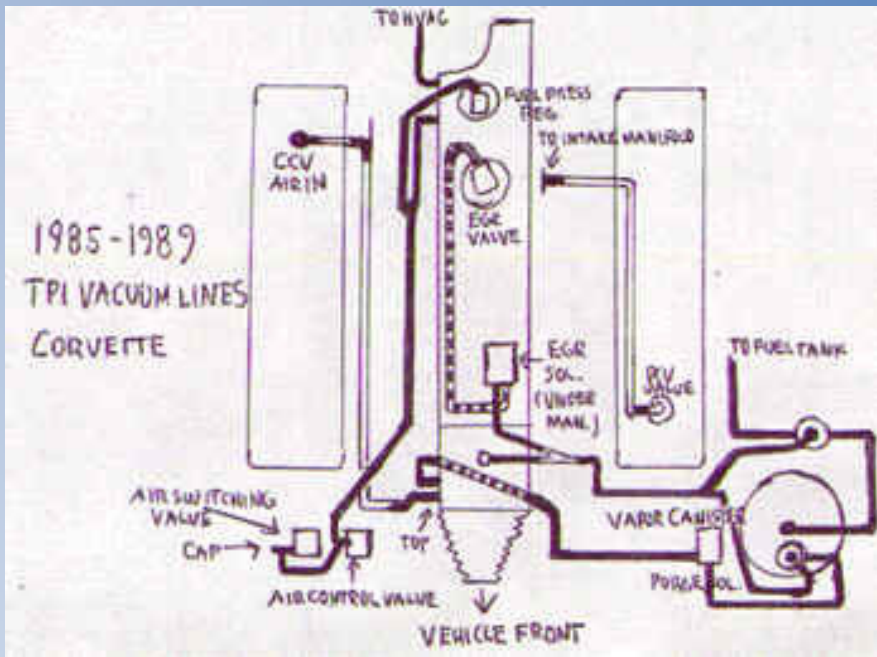 TO HVAC
FUEL PRESS
REG
TO INTAKE MANIFOLD
CCV
AIR IN
EGR
VALVE
1985-1989
TPI VACUUM LINES
CORVETTE
EGR
SOL.
(UNDER
MAN.)
TO FUEL TANK
PCV
VALVE
AIR SWITCHING
VALVE
CAP
TOP
VAPOR CANISTER
AIR CONTROL VALVE
PURGE SOL.
VEHICLE FRONT